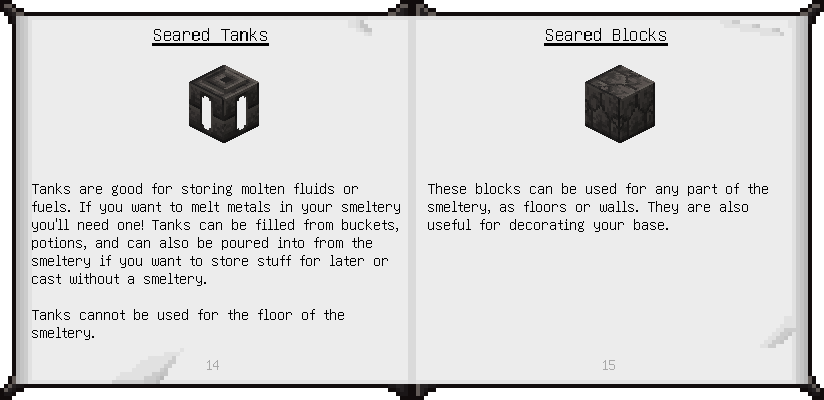 Seared Tanks
Tanks are good for storing molten fluids or
fuels. If you want to melt metals in your smeltery
you'll need one! Tanks can be filled from buckets,
potions, and can also be poured into from the
smeltery if you want to store stuff for later or
cast without a smeltery.
Tanks cannot be used for the floor of the
smeltery.
14
Seared Blocks
These blocks can be used for any part of the
smeltery, as floors or walls. They are also
useful for decorating your base.
15